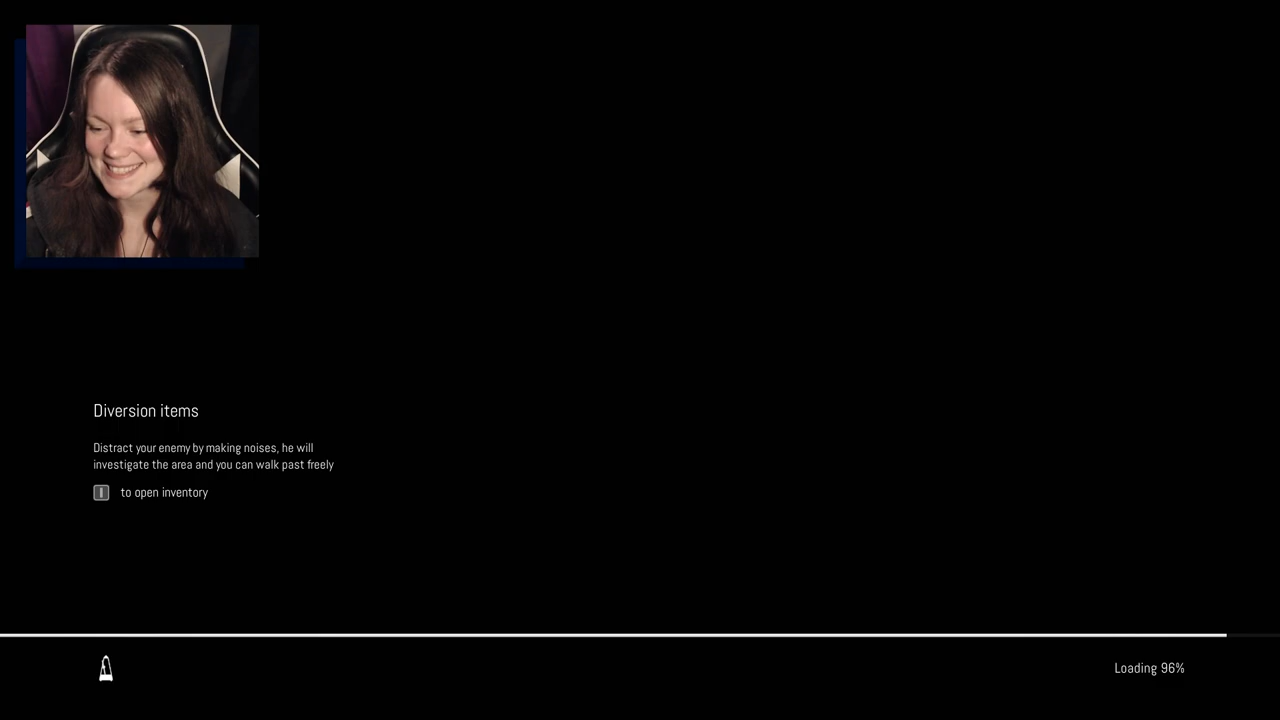 Diversion items
Distract your enemy by making noises, he will
investigate the area and you can walk past freely
I to open inventory
Loading 96%